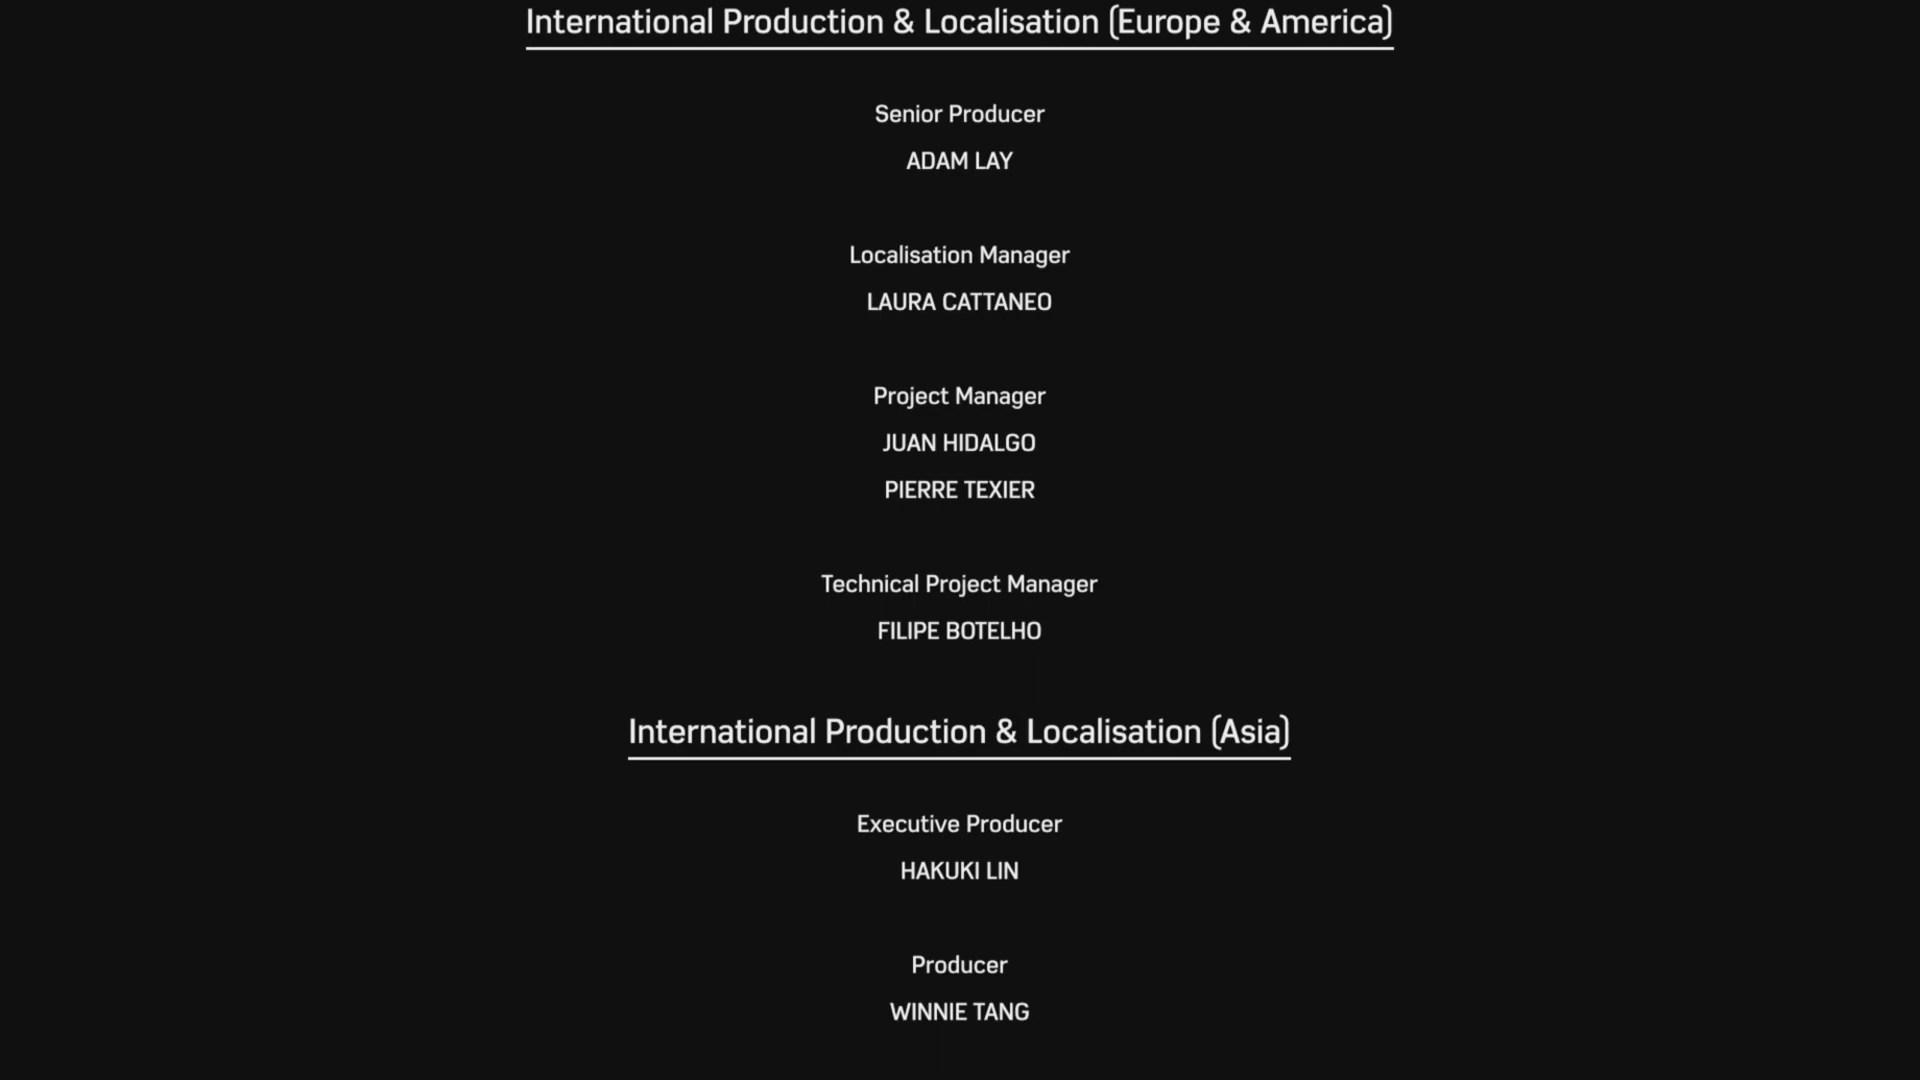 International Production & Localisation (Europe & America)
Senior Producer
ADAM LAY
Localisation Manager
LAURA CATTANEO
Project Manager
JUAN HIDALGO
PIERRE TEXIER
Technical Project Manager
FILIPE BOTELHO
International Production & Localisation (Asia)
Executive Producer
HAKUKI LIN
Producer
WINNIE TANG